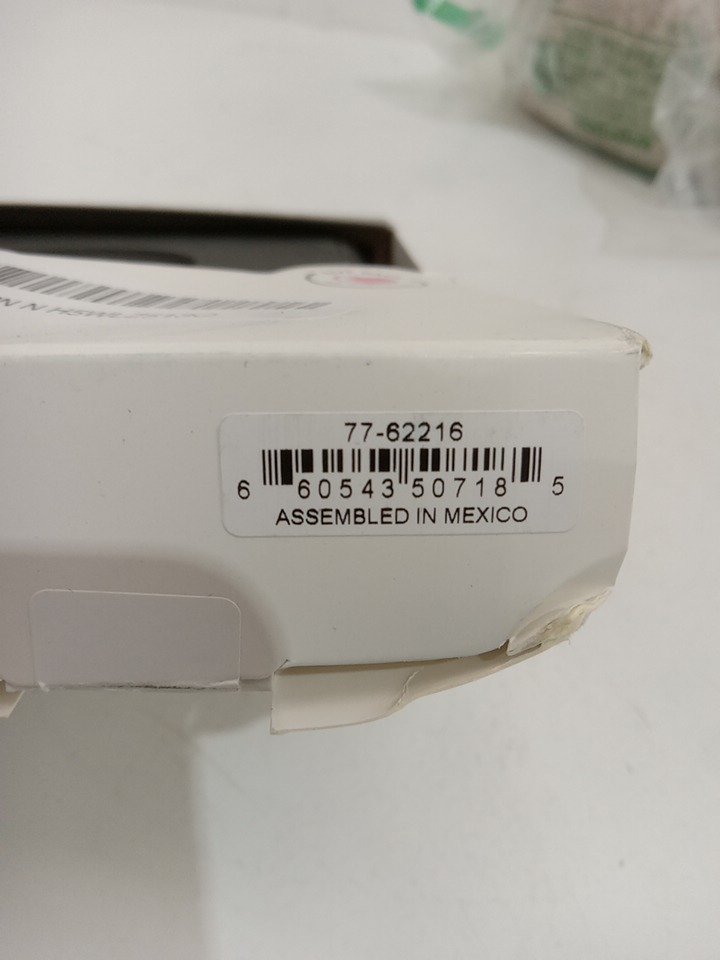 77-62216
6 60543 50718 5
ASSEMBLED IN MEXICO